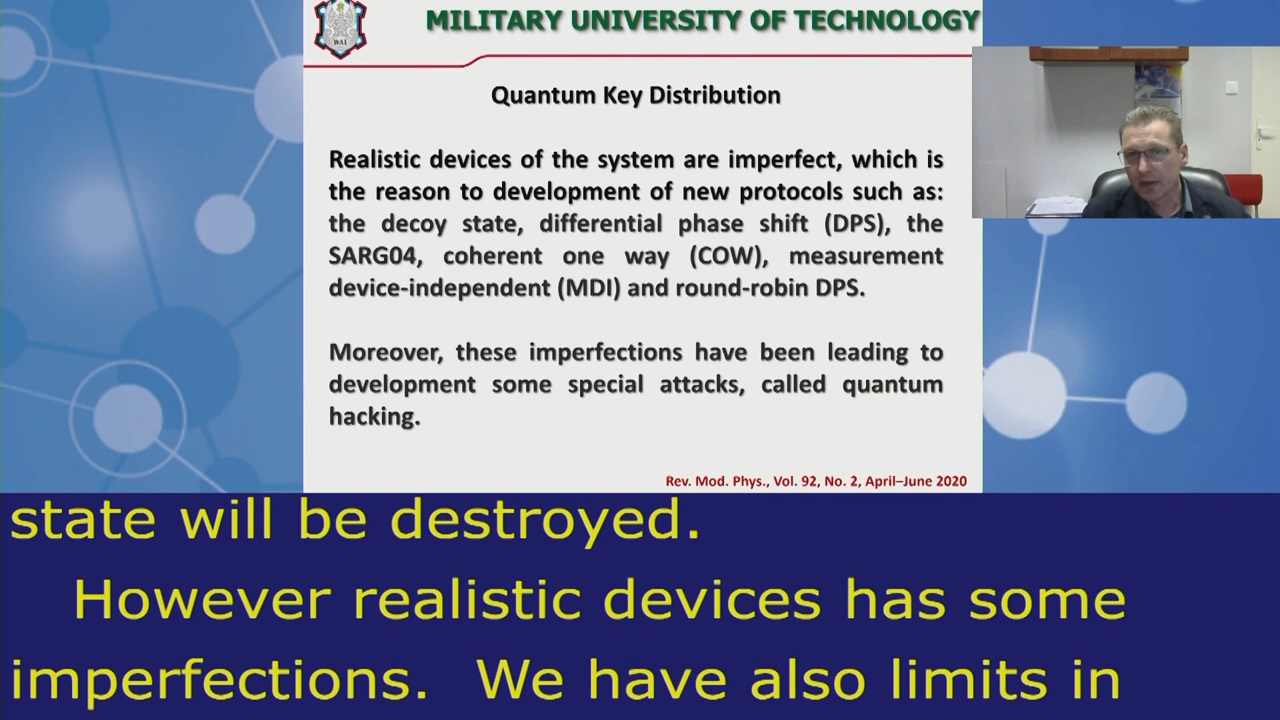 WAT
MILITARY UNIVERSITY OF TECHNOLOGY
Quantum Key Distribution
Realistic devices of the system are imperfect, which is
the reason to development of new protocols such as:
the decoy state, differential phase shift (DPS), the
SARG04, coherent one way (COW), measurement
device-independent (MDI) and round-robin DPS.
Moreover, these imperfections have been leading to
development some special attacks, called quantum
hacking.
Rev. Mod. Phys., Vol. 92, No. 2, April–June 2020
state will be destroyed.
However realistic devices has some
imperfections. We have also limits in